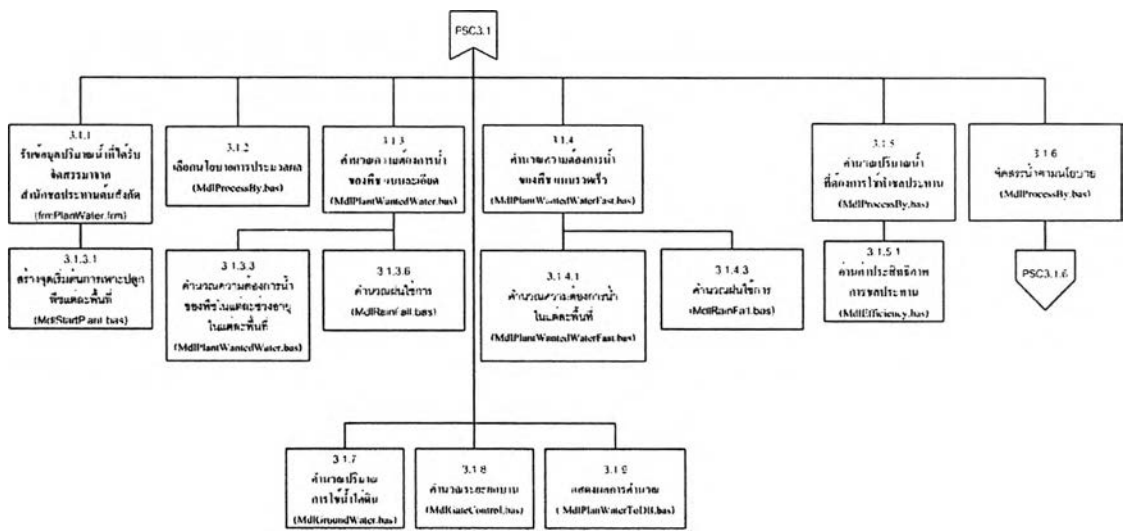 PSC3.1
3.1.1
รับข้อมูลปริมาณน้ำที่ได้รับ
จัดสรรมาจาก
สำนักชลประทานต้นสังกัด
(frmPlanWater.frm)
3.1.2
เลือกนโยบายการประมวลผล
(MdlProcessBy.bas)
3.1.3
คำนวณความต้องการน้ำ
ของพืช แบบละเอียด
(MdlPlantWantedWater.bas)
3.1.4
คำนวณความต้องการน้ำ
ของพืช แบบรวดเร็ว
(MdlPlantWantedWaterFast.bas)
3.1.5
คำนวณปริมาณน้ำ
ที่ต้องการใช้ทำชลประทาน
(MdlProcessBy.bas)
3.1.6
จัดสรรน้ำตามนโยบาย
(MdlProcessBy.bas)
3.1.3.1
สร้างจุดเริ่มต้นการเพาะปลูก
พืชแต่ละพื้นที่
(MdlStartPlant.bas)
3.1.3.3
คำนวณความต้องการน้ำ
ของพืชในแต่ละช่วงอายุ
ในแต่ละพื้นที่
(MdlPlantWantedWater.bas)
3.1.3.6
คำนวณฝนใช้การ
(MdlRainFall.bas)
3.1.4.1
คำนวณความต้องการน้ำ
ในแต่ละพื้นที่
(MdlPlantWantedWaterFast.bas)
3.1.4.3
คำนวณฝนใช้การ
(MdlRainFall.bas)
3.1.5.1
อ่านค่าประสิทธิภาพ
การชลประทาน
(MdlEfficiency.bas)
PSC3.1.6
3.1.7
คำนวณปริมาณ
การใช้น้ำใต้ดิน
(MdlGroundWater.bas)
3.1.8
คำนวณระยะยกบาน
(MdlGateControl.bas)
3.1.9
แสดงผลการคำนวณ
(MdlPlanWaterToDB.bas)